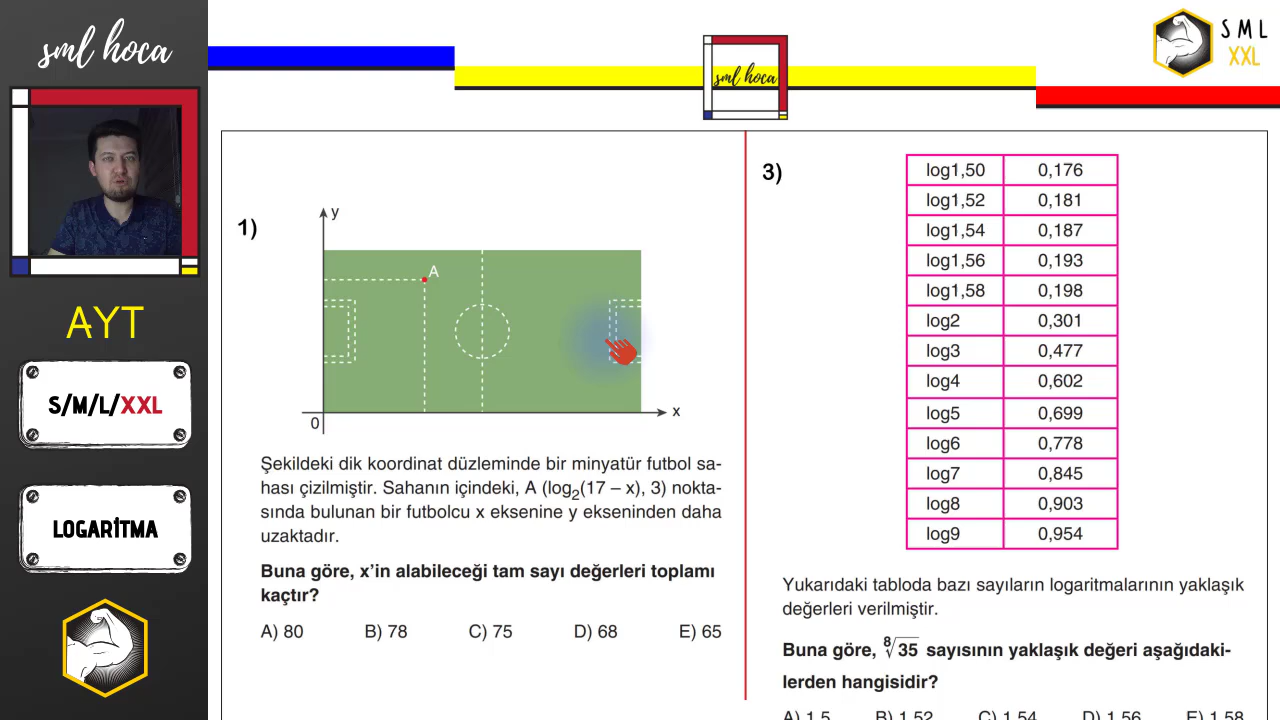 sml hoca
AYT
S/M/L/XXL
LOGARİTMA
sml hoca
S M L
XXL
1)
y
A
0
x
Şekildeki dik koordinat düzleminde bir minyatür futbol sa-
hası çizilmiştir. Sahanın içindeki, A (log₂(17 – x), 3) nokta-
sında bulunan bir futbolcu x eksenine y ekseninden daha
uzaktadır.
Buna göre, x’in alabileceği tam sayı değerleri toplamı
kaçtır?
A) 80 B) 78 C) 75 D) 68 E) 65
3)
log1,50 0,176
log1,52 0,181
log1,54 0,187
log1,56 0,193
log1,58 0,198
log2 0,301
log3 0,477
log4 0,602
log5 0,699
log6 0,778
log7 0,845
log8 0,903
log9 0,954
Yukarıdaki tabloda bazı sayıların logaritmalarının yaklaşık
değerleri verilmiştir.
Buna göre, ⁸√35 sayısının yaklaşık değeri aşağıdaki-
lerden hangisidir?
A) 1,5 B) 1,52 C) 1,54 D) 1,56 E) 1,58